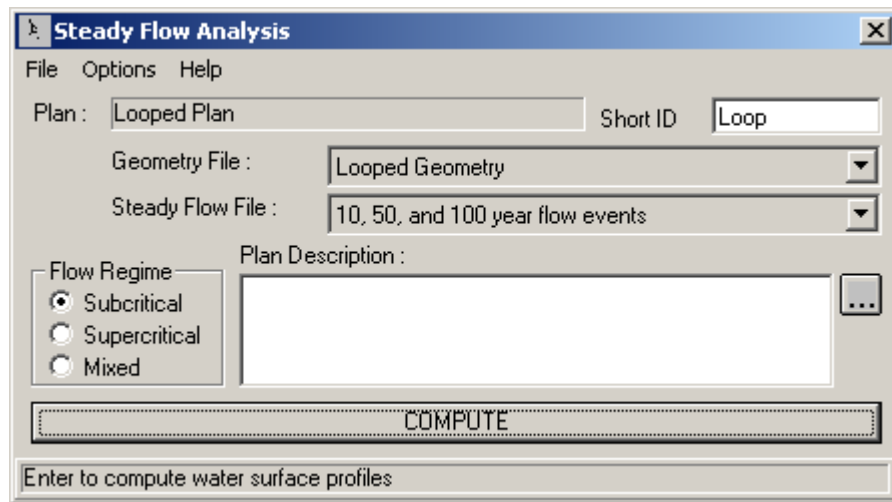 Steady Flow Analysis
File Options Help
Plan : Looped Plan Short ID Loop
Geometry File : Looped Geometry
Steady Flow File : 10, 50, and 100 year flow events
Plan Description :
Flow Regime
Subcritical
Supercritical
Mixed
...
COMPUTE
Enter to compute water surface profiles